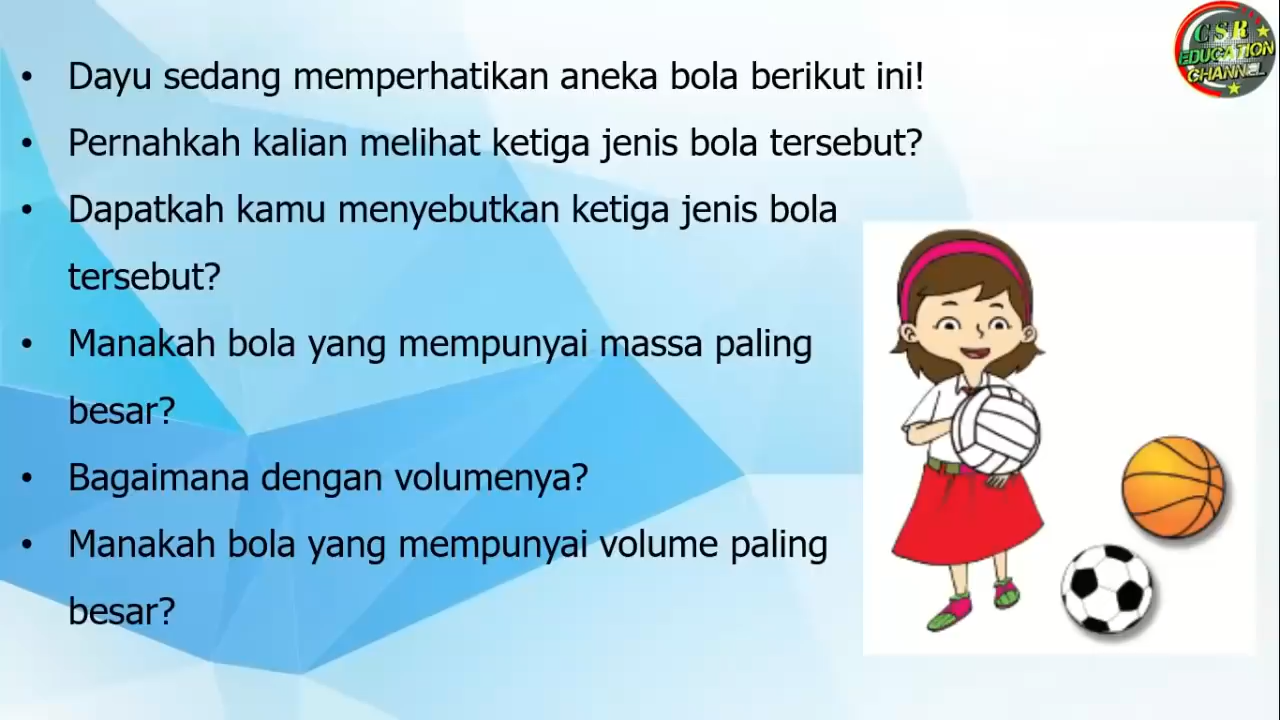 • Dayu sedang memperhatikan aneka bola berikut ini!
• Pernahkah kalian melihat ketiga jenis bola tersebut?
• Dapatkah kamu menyebutkan ketiga jenis bola
tersebut?
• Manakah bola yang mempunyai massa paling
besar?
• Bagaimana dengan volumenya?
• Manakah bola yang mempunyai volume paling
besar?
CSR
EDUCATION
CHANNEL